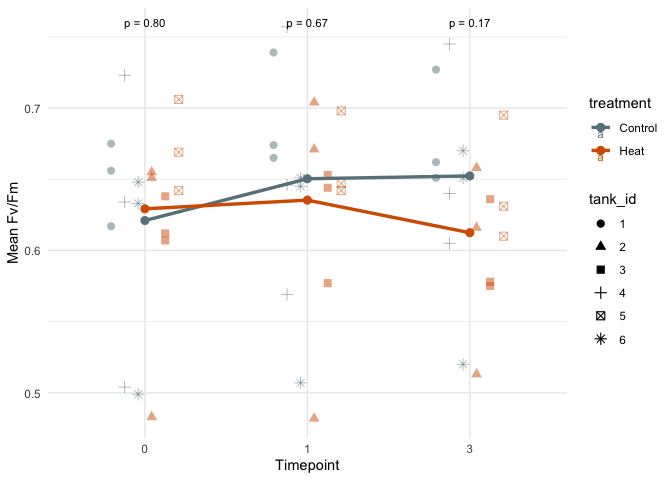 p = 0.80
p = 0.67
p = 0.17
0.7
0.6
0.5
Mean Fv/Fm
0
1
3
Timepoint
treatment
a
Control
a
Heat
tank_id
1
2
3
4
5
6